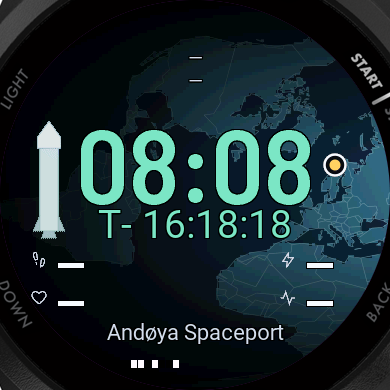 LIGHT
START
08:08
T- 16:18:18
DOWN
BACK
Andøya Spaceport